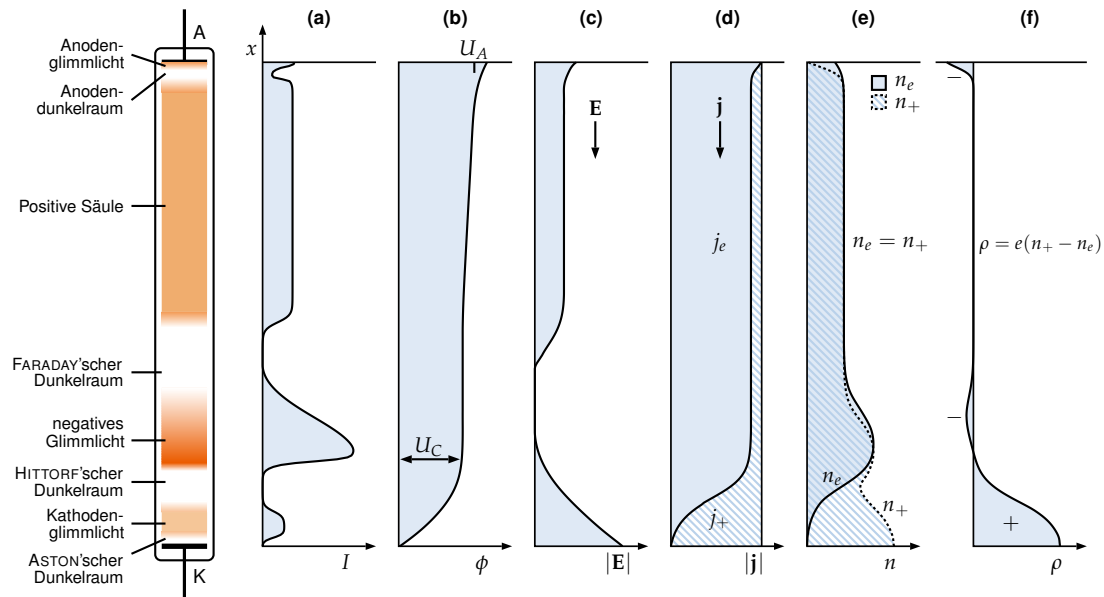 (a)
(b)
(c)
(d)
(e)
(f)
A
Anoden-
glimmlicht
Anoden-
dunkelraum
Positive Säule
FARADAY'scher
Dunkelraum
negatives
Glimmlicht
HITTORF'scher
Dunkelraum
Kathoden-
glimmlicht
ASTON'scher
Dunkelraum
K
x
I
U_A
U_C
ϕ
E
|E|
j
j_e
j_+
|j|
n_e
n_+
n_e = n_+
n_e
n_+
n
−
ρ = e(n_+ − n_e)
−
+
ρ